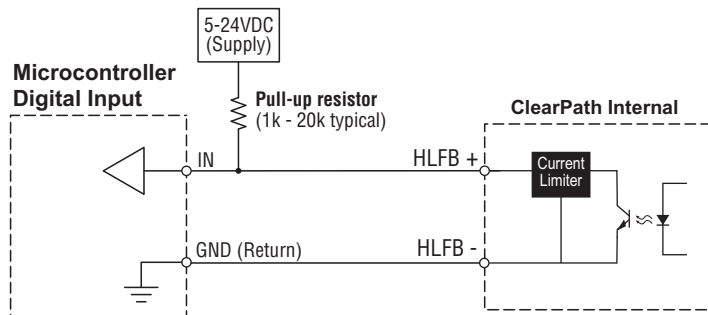 5-24VDC
(Supply)
Microcontroller
Digital Input
Pull-up resistor
(1k - 20k typical)
ClearPath Internal
IN
HLFB +
Current
Limiter
GND (Return)
HLFB -